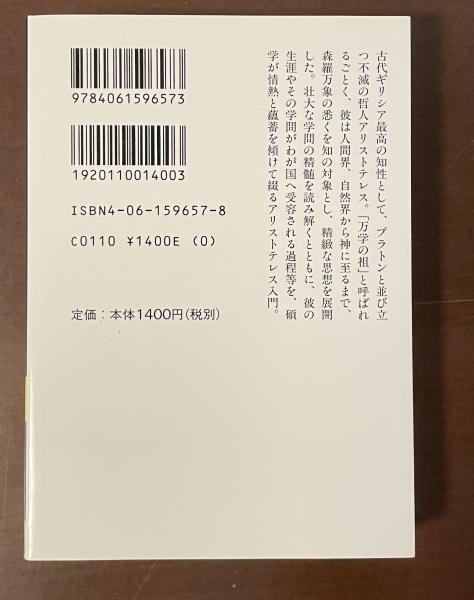 9784061596573
1920110014003
ISBN4-06-159657-8
C0110 ¥1400E (0)
定価：本体1400円(税別)
古代ギリシア最高の知性として、プラトンと並び立
つ不滅の哲人アリストテレス。「万学の祖」と呼ばれ
るごとく、彼は人間界、自然界から神に至るまで、
森羅万象の悉くを知の対象とし、精緻な思想を展開
した。壮大な学問の精髄を読み解くとともに、彼の
生涯やその学問がわが国へ受容される過程等を、碩
学が情熱と蘊蓄を傾けて綴るアリストテレス入門。